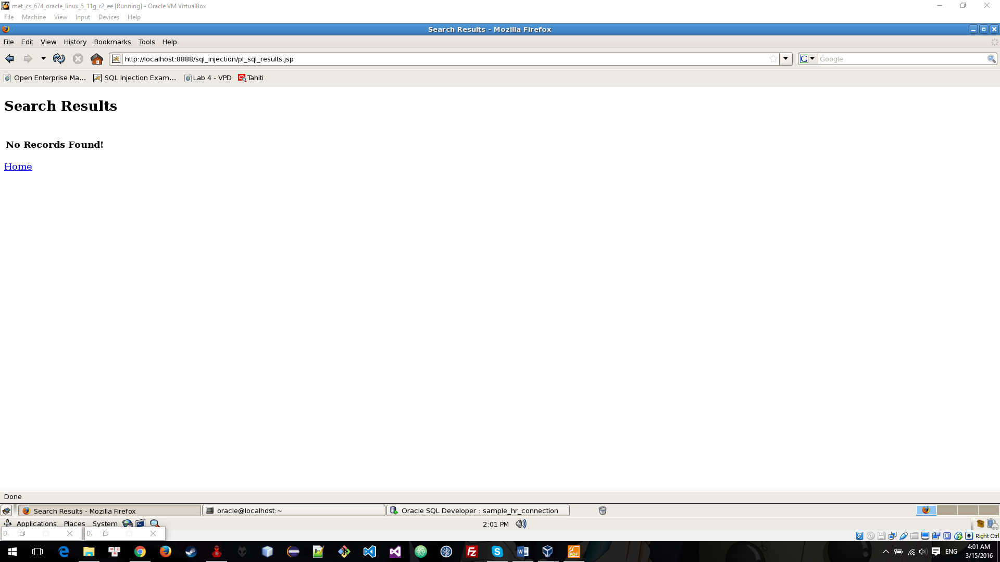 met_cs_674_oracle_linux_5_11g_r2_ee [Running] - Oracle VM VirtualBox
File Machine View Input Devices Help
Search Results - Mozilla Firefox
File Edit View History Bookmarks Tools Help
http://localhost:8888/sql_injection/pl_sql_results.jsp
Google
Open Enterprise Ma... SQL Injection Exam... Lab 4 - VPD Tahiti
Search Results
No Records Found!
Home
Done
Search Results - Mozilla Firefox oracle@localhost:~ Oracle SQL Developer : sample_hr_connection
Applications Places System 2:01 PM
D. D.
Right Ctrl
ENG
4:01 AM
3/15/2016